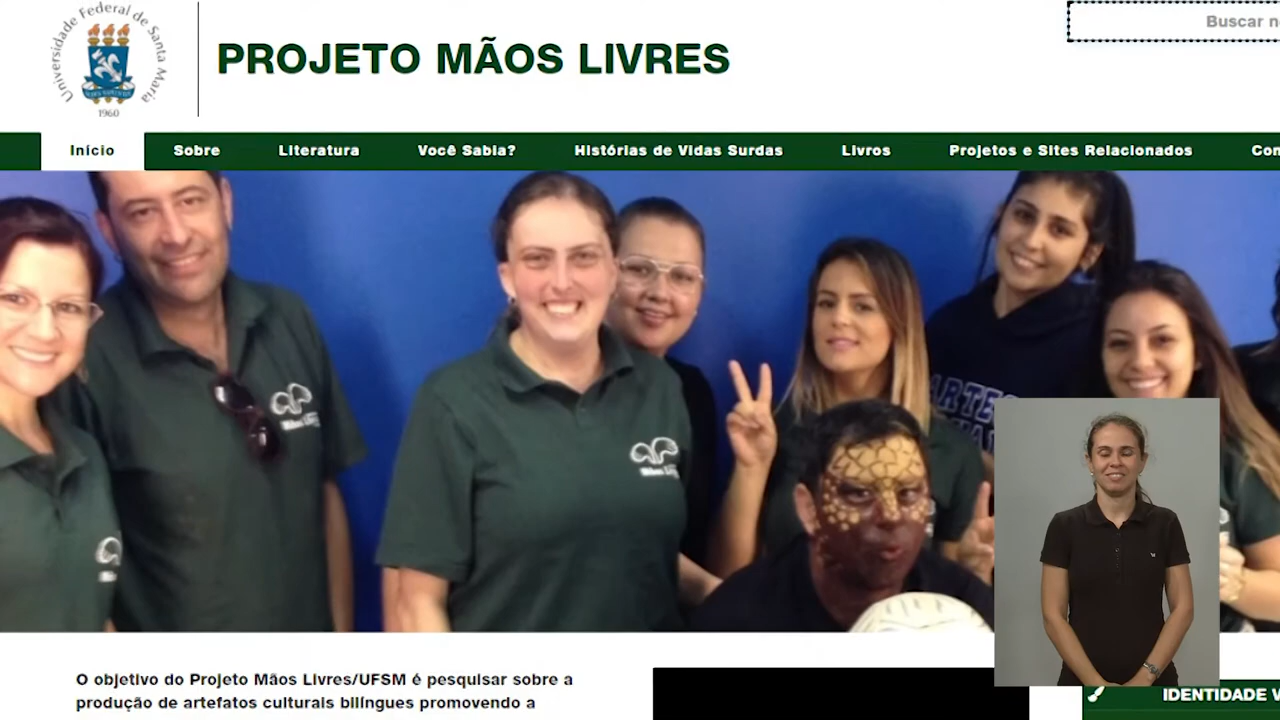 Universidade Federal de Santa Maria
1960
PROJETO MÃOS LIVRES
Buscar
Início
Sobre
Literatura
Você Sabia?
Histórias de Vidas Surdas
Livros
Projetos e Sites Relacionados
O objetivo do Projeto Mãos Livres/UFSM é pesquisar sobre a
produção de artefatos culturais bilíngues promovendo a
IDENTIDADE